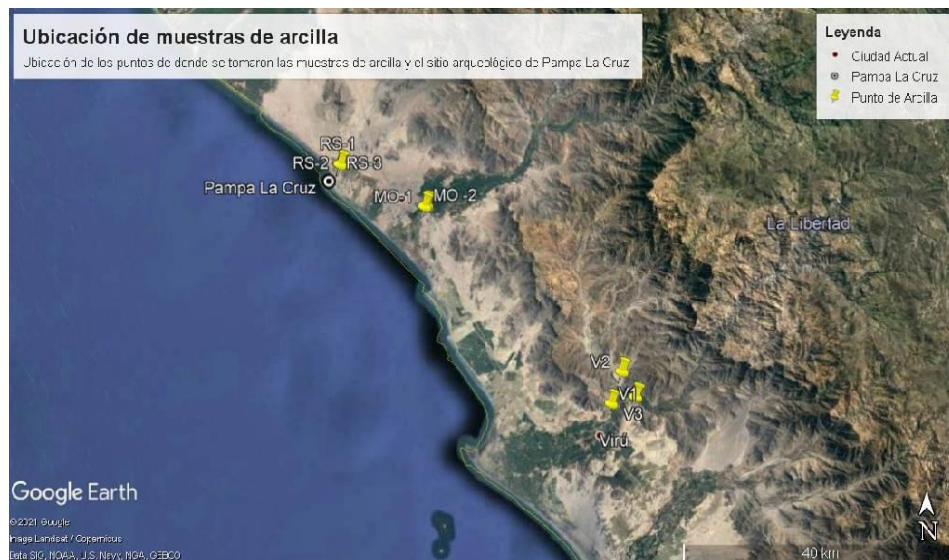 Ubicación de muestras de arcilla
Ubicación de los puntos de donde se tomaron las muestras de arcilla y el sitio arqueológico de Pampa La Cruz
Leyenda
Ciudad Actual
Pampa La Cruz
Punto de Arcilla
RS-1
RS-2
RS-3
Pampa La Cruz
MO-1
MO -2
La Libertad
V2
V1
V3
Virú
Google Earth
©2021 Google
Image Landsat / Copernicus
Data SIO, NOAA, U.S. Navy, NGA, GEBCO
40 km
N